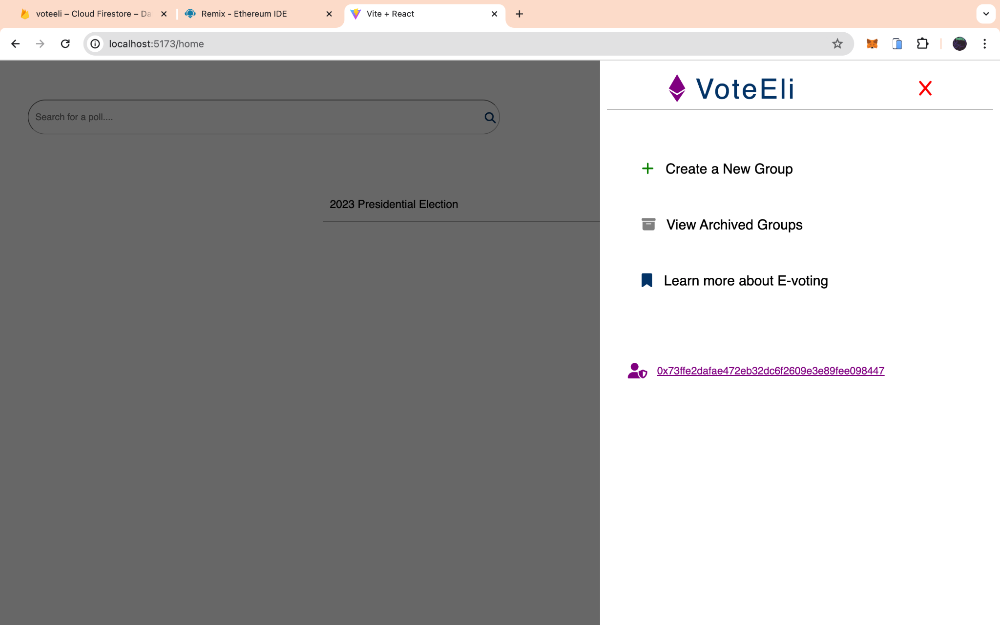 voteeli – Cloud Firestore – Da
Remix - Ethereum IDE
Vite + React
localhost:5173/home
VoteEli
X
Search for a poll....
Create a New Group
2023 Presidential Election
View Archived Groups
Learn more about E-voting
0x73ffe2dafae472eb32dc6f2609e3e89fee098447